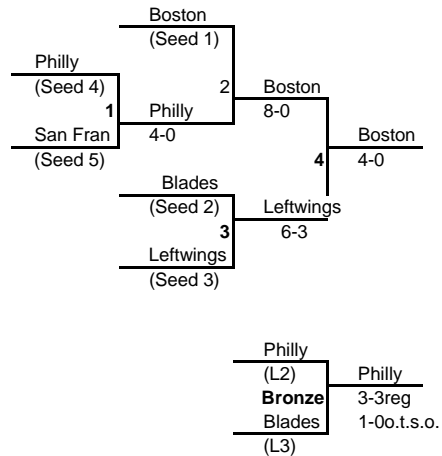 Boston
(Seed 1)
Philly
(Seed 4)
2
Boston
1
Philly
8-0
San Fran
4-0
Boston
(Seed 5)
4
4-0
Blades
(Seed 2)
Leftwings
3
6-3
Leftwings
(Seed 3)
Philly
(L2)
Philly
Bronze
3-3reg
Blades
1-0o.t.s.o.
(L3)